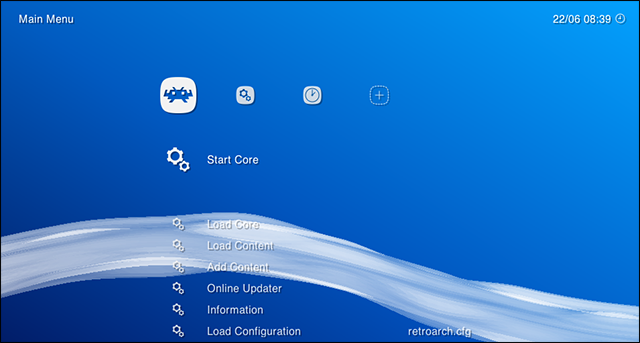 Main Menu
22/06 08:39
Start Core
Load Core
Load Content
Add Content
Online Updater
Information
Load Configuration retroarch.cfg